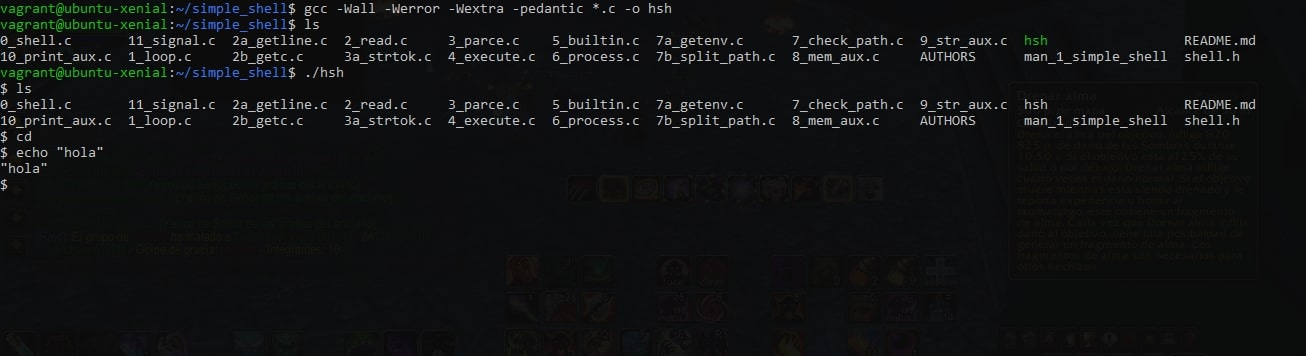 vagrant@ubuntu-xenial:~/simple_shell$ gcc -Wall -Werror -Wextra -pedantic *.c -o hsh
vagrant@ubuntu-xenial:~/simple_shell$ ls
0_shell.c 11_signal.c 2a_getline.c 2_read.c 3_parce.c 5_builtin.c 7a_getenv.c 7_check_path.c 9_str_aux.c hsh README.md
10_print_aux.c 1_loop.c 2b_getc.c 3a_strtok.c 4_execute.c 6_process.c 7b_split_path.c 8_mem_aux.c AUTHORS man_1_simple_shell shell.h
vagrant@ubuntu-xenial:~/simple_shell$ ./hsh
$ ls
0_shell.c 11_signal.c 2a_getline.c 2_read.c 3_parce.c 5_builtin.c 7a_getenv.c 7_check_path.c 9_str_aux.c hsh README.md
10_print_aux.c 1_loop.c 2b_getc.c 3a_strtok.c 4_execute.c 6_process.c 7b_split_path.c 8_mem_aux.c AUTHORS man_1_simple_shell shell.h
$ cd
$ echo "hola"
"hola"
$
Drenar alma